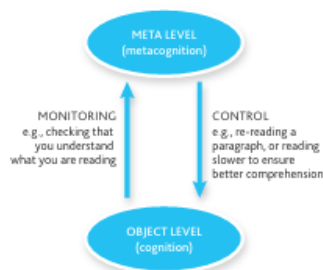 META LEVEL
(metacognition)
MONITORING
e.g., checking that
you understand
what you are reading
CONTROL
e.g., re-reading a
paragraph, or reading
slower to ensure
better comprehension
OBJECT LEVEL
(cognition)